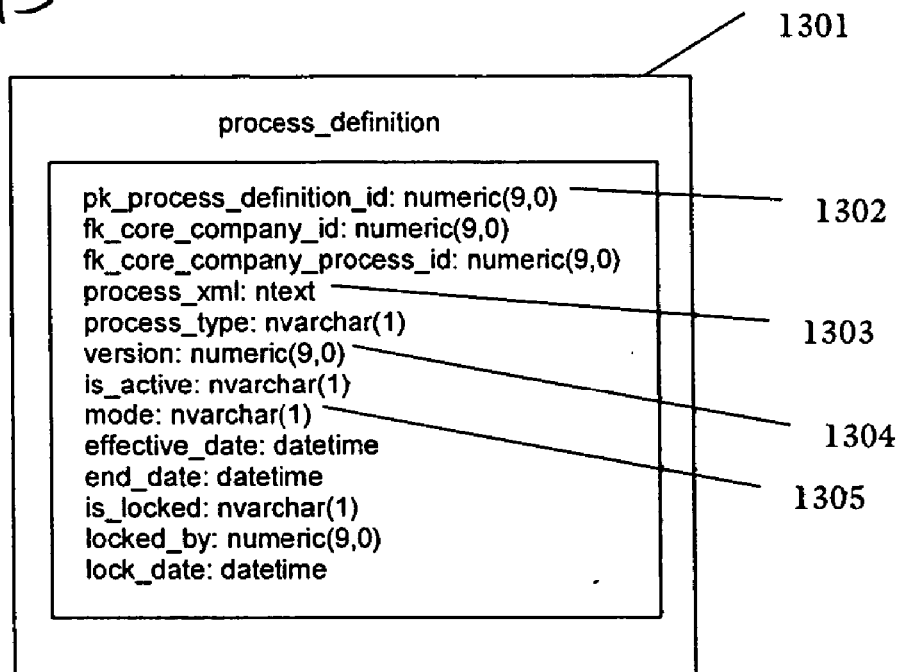 1301
process_definition
pk_process_definition_id: numeric(9,0)
1302
fk_core_company_id: numeric(9,0)
fk_core_company_process_id: numeric(9,0)
process_xml: ntext
1303
process_type: nvarchar(1)
version: numeric(9,0)
1304
is_active: nvarchar(1)
mode: nvarchar(1)
1305
effective_date: datetime
end_date: datetime
is_locked: nvarchar(1)
locked_by: numeric(9,0)
lock_date: datetime